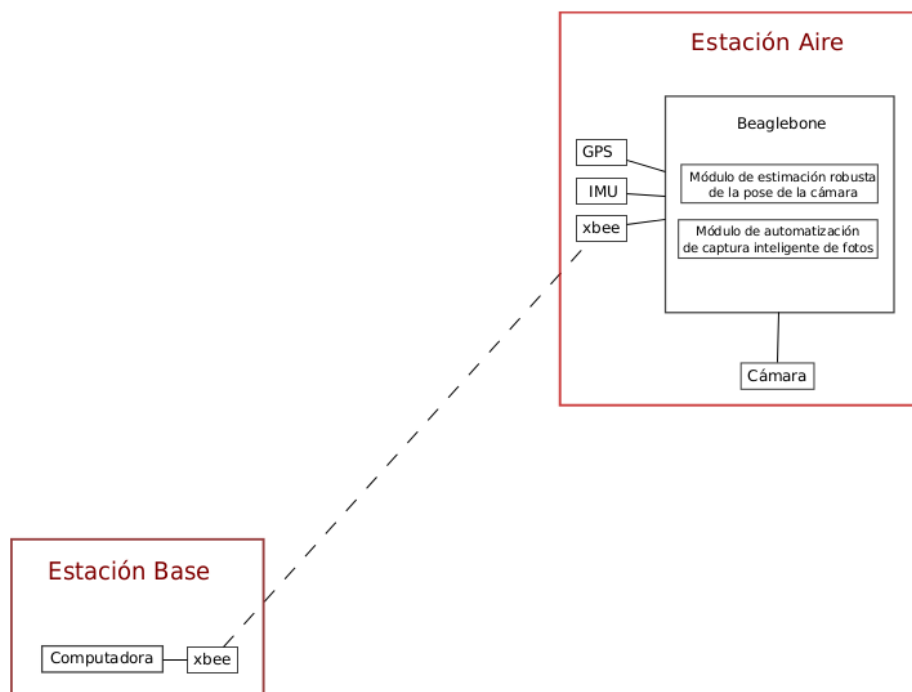 Estación Aire
Beaglebone
GPS
Módulo de estimación robusta
de la pose de la cámara
IMU
xbee
Módulo de automatización
de captura inteligente de fotos
Cámara
Estación Base
Computadora
xbee